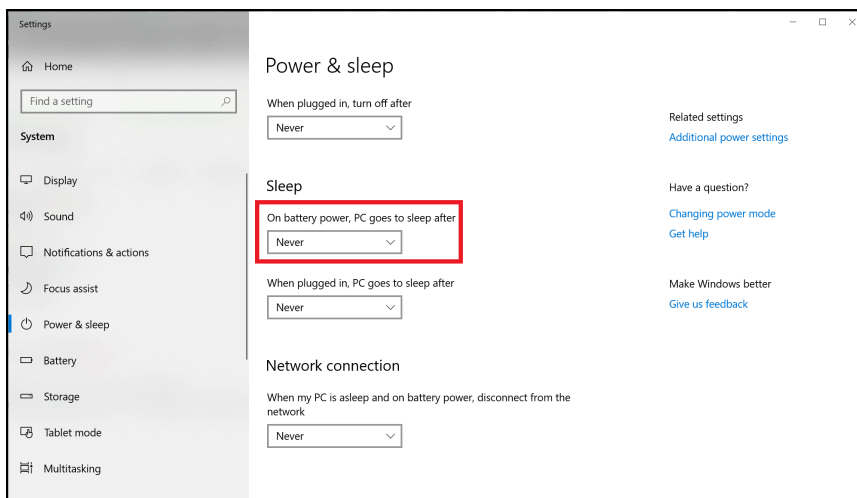 Settings
Home
Find a setting
System
Display
Sound
Notifications & actions
Focus assist
Power & sleep
Battery
Storage
Tablet mode
Multitasking
Power & sleep
When plugged in, turn off after
Never
Sleep
On battery power, PC goes to sleep after
Never
When plugged in, PC goes to sleep after
Never
Network connection
When my PC is asleep and on battery power, disconnect from the
network
Never
Related settings
Additional power settings
Have a question?
Changing power mode
Get help
Make Windows better
Give us feedback